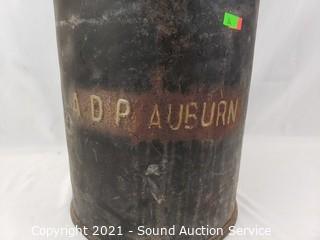 A D P AUBURN
Copyright 2021 - Sound Auction Service